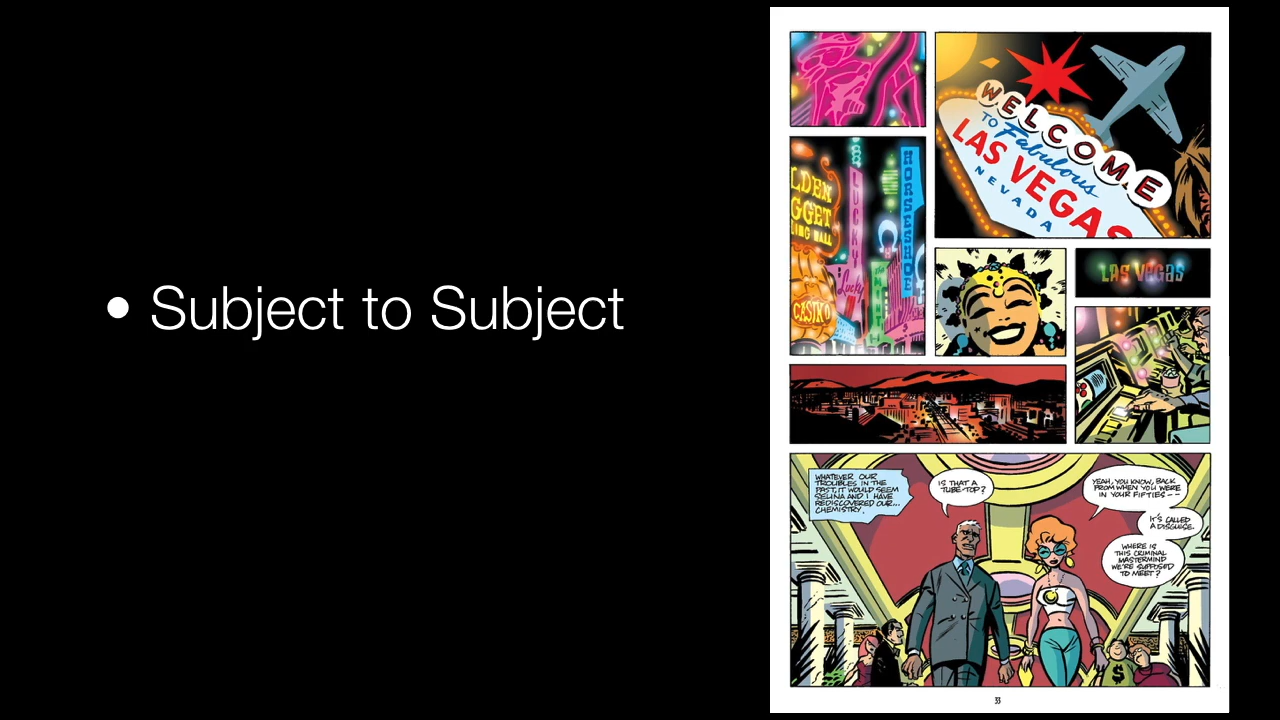 • Subject to Subject
WELCOME
TO Fabulous
LAS VEGAS
NEVADA
LDEN
GGET
LING HALL
CASINO
B
LUCKY
Lucky
HORSESHOE
LAS VEGAS
WHATEVER OUR
TROUBLES IN THE
PAST, IT WOULD SEEM
SELINA AND I HAVE
REDISCOVERED OUR...
CHEMISTRY.
IS THAT A
TUBE-TOP?
YEAH, YOU KNOW, BACK
FROM WHEN YOU WERE
IN YOUR FIFTIES--
IT'S CALLED
A DISGUISE.
WHERE IS
THIS CRIMINAL
MASTERMIND
WE'RE SUPPOSED
TO MEET?
$
33